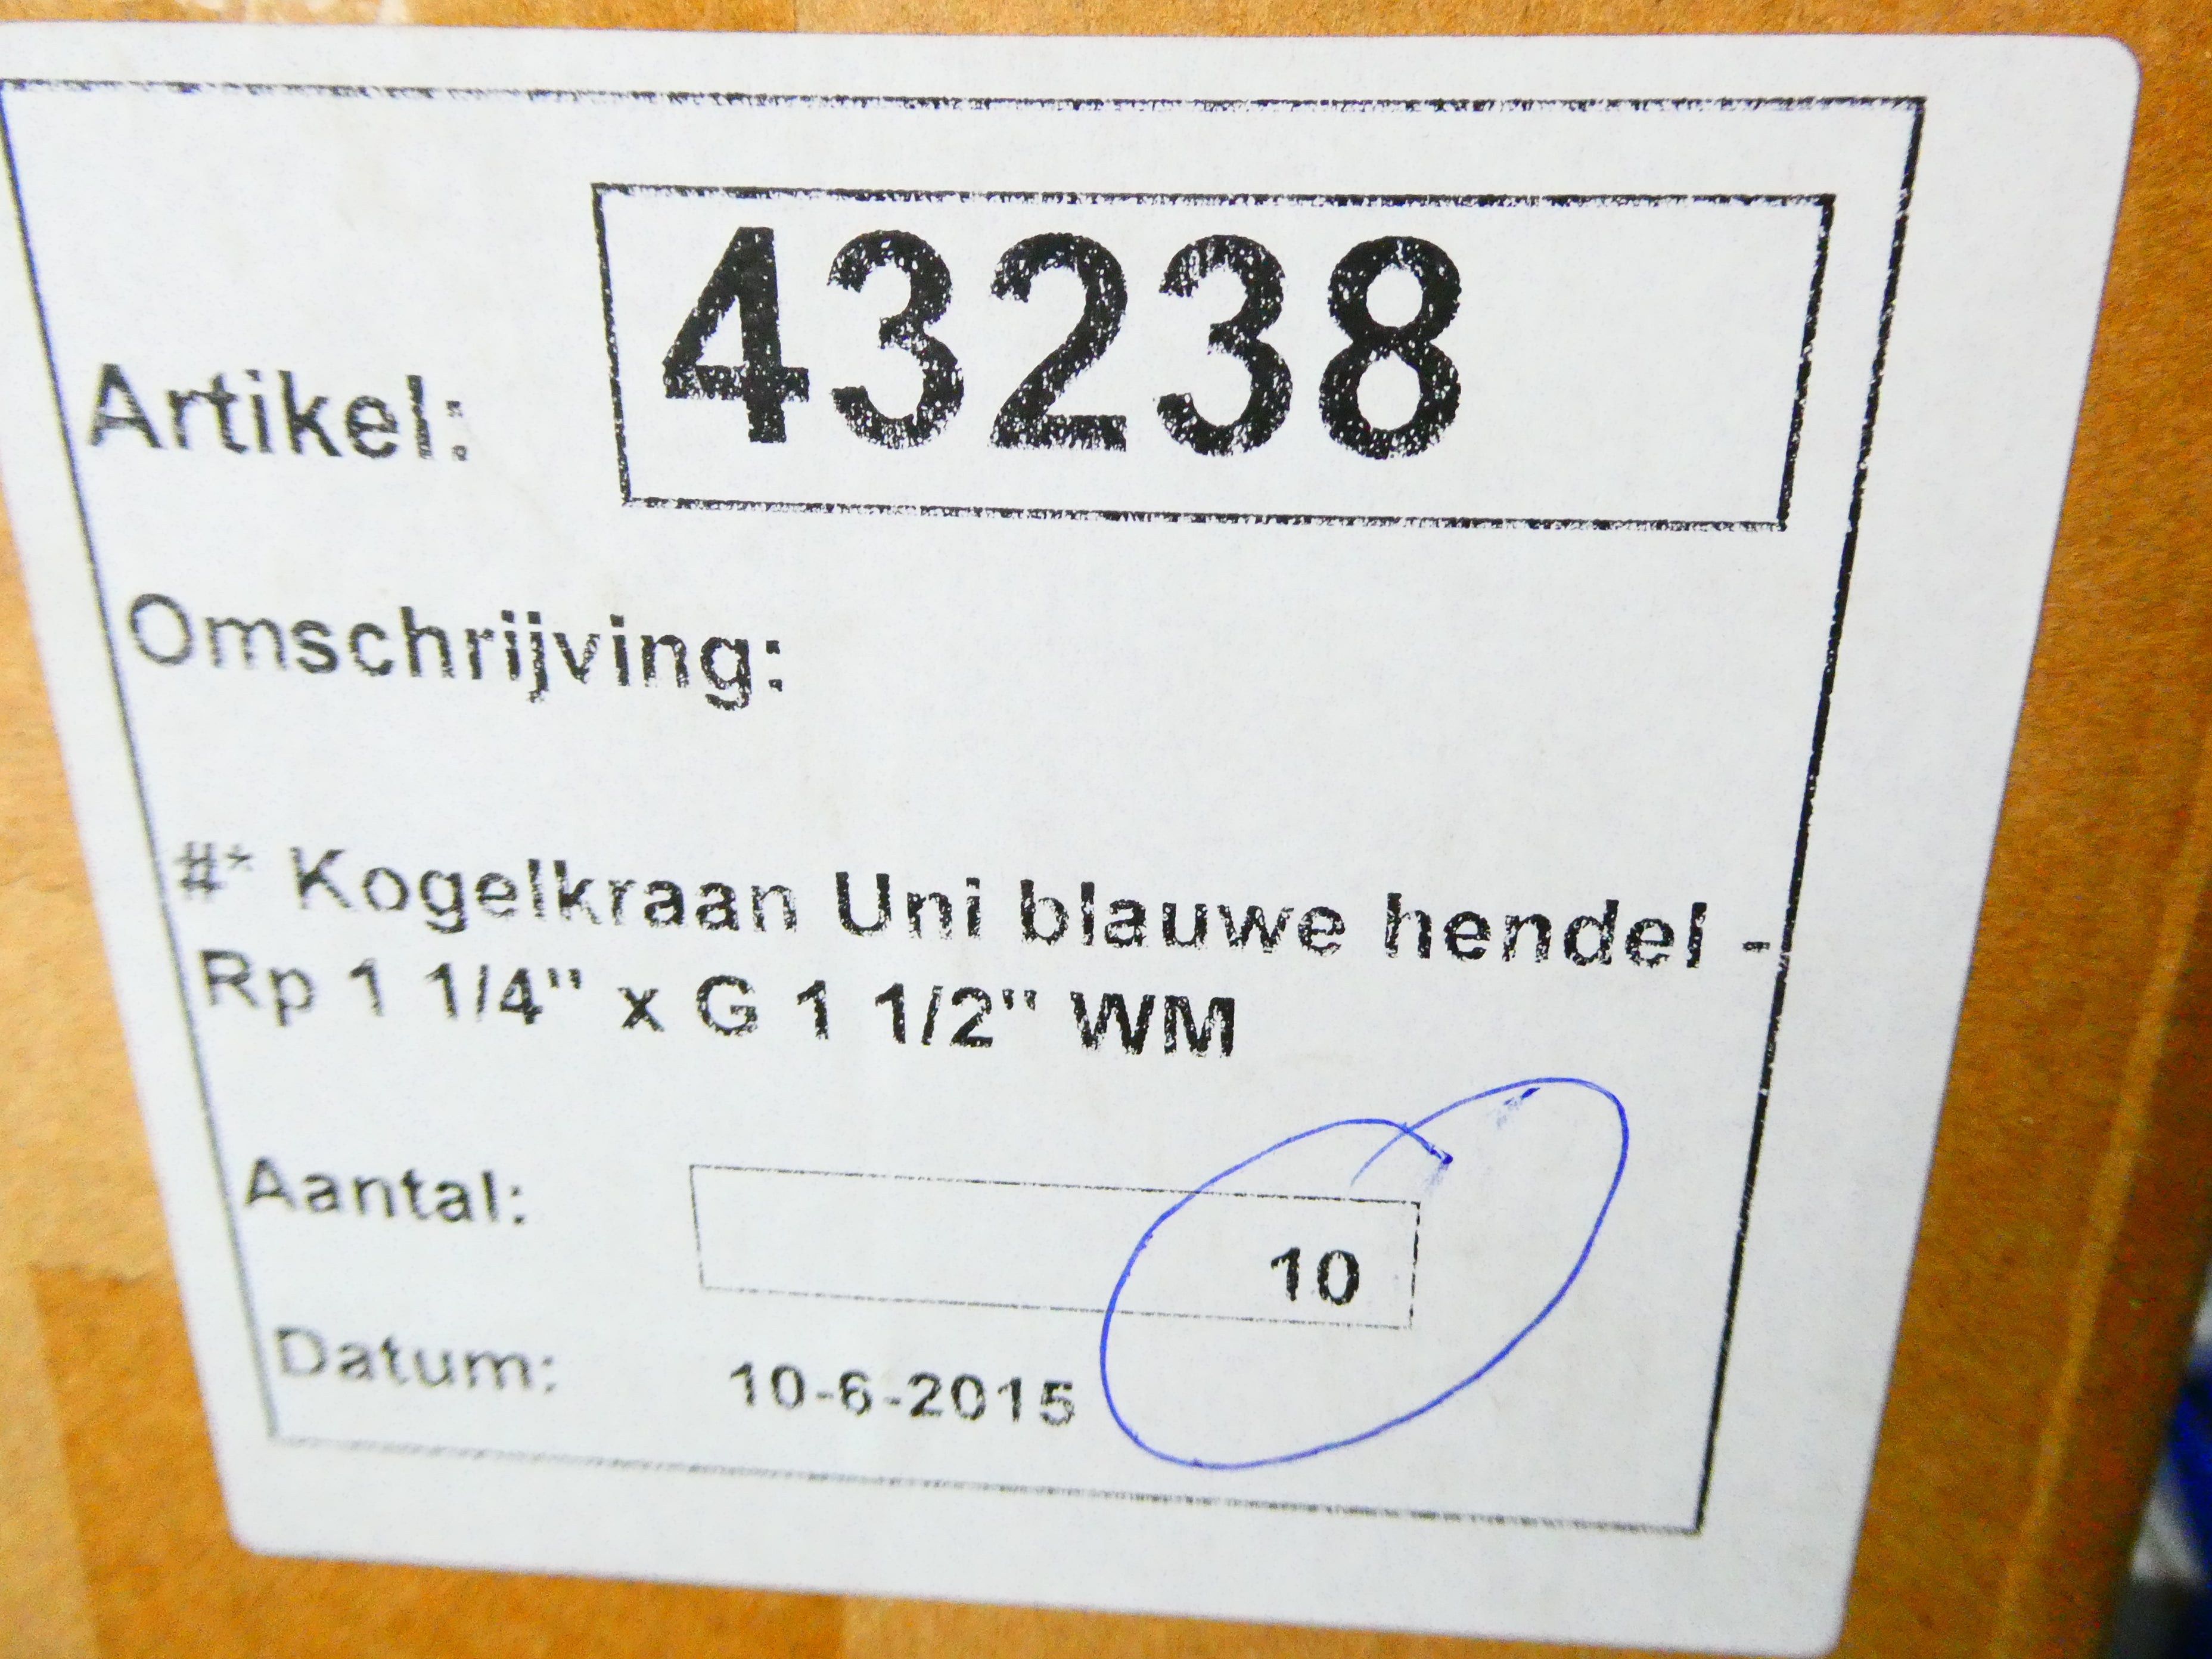 Artikel: 43238
Omschrijving:
#* Kogelkraan Uni blauwe hendel -
Rp 1 1/4" x G 1 1/2" WM
Aantal: 10
Datum: 10-6-2015